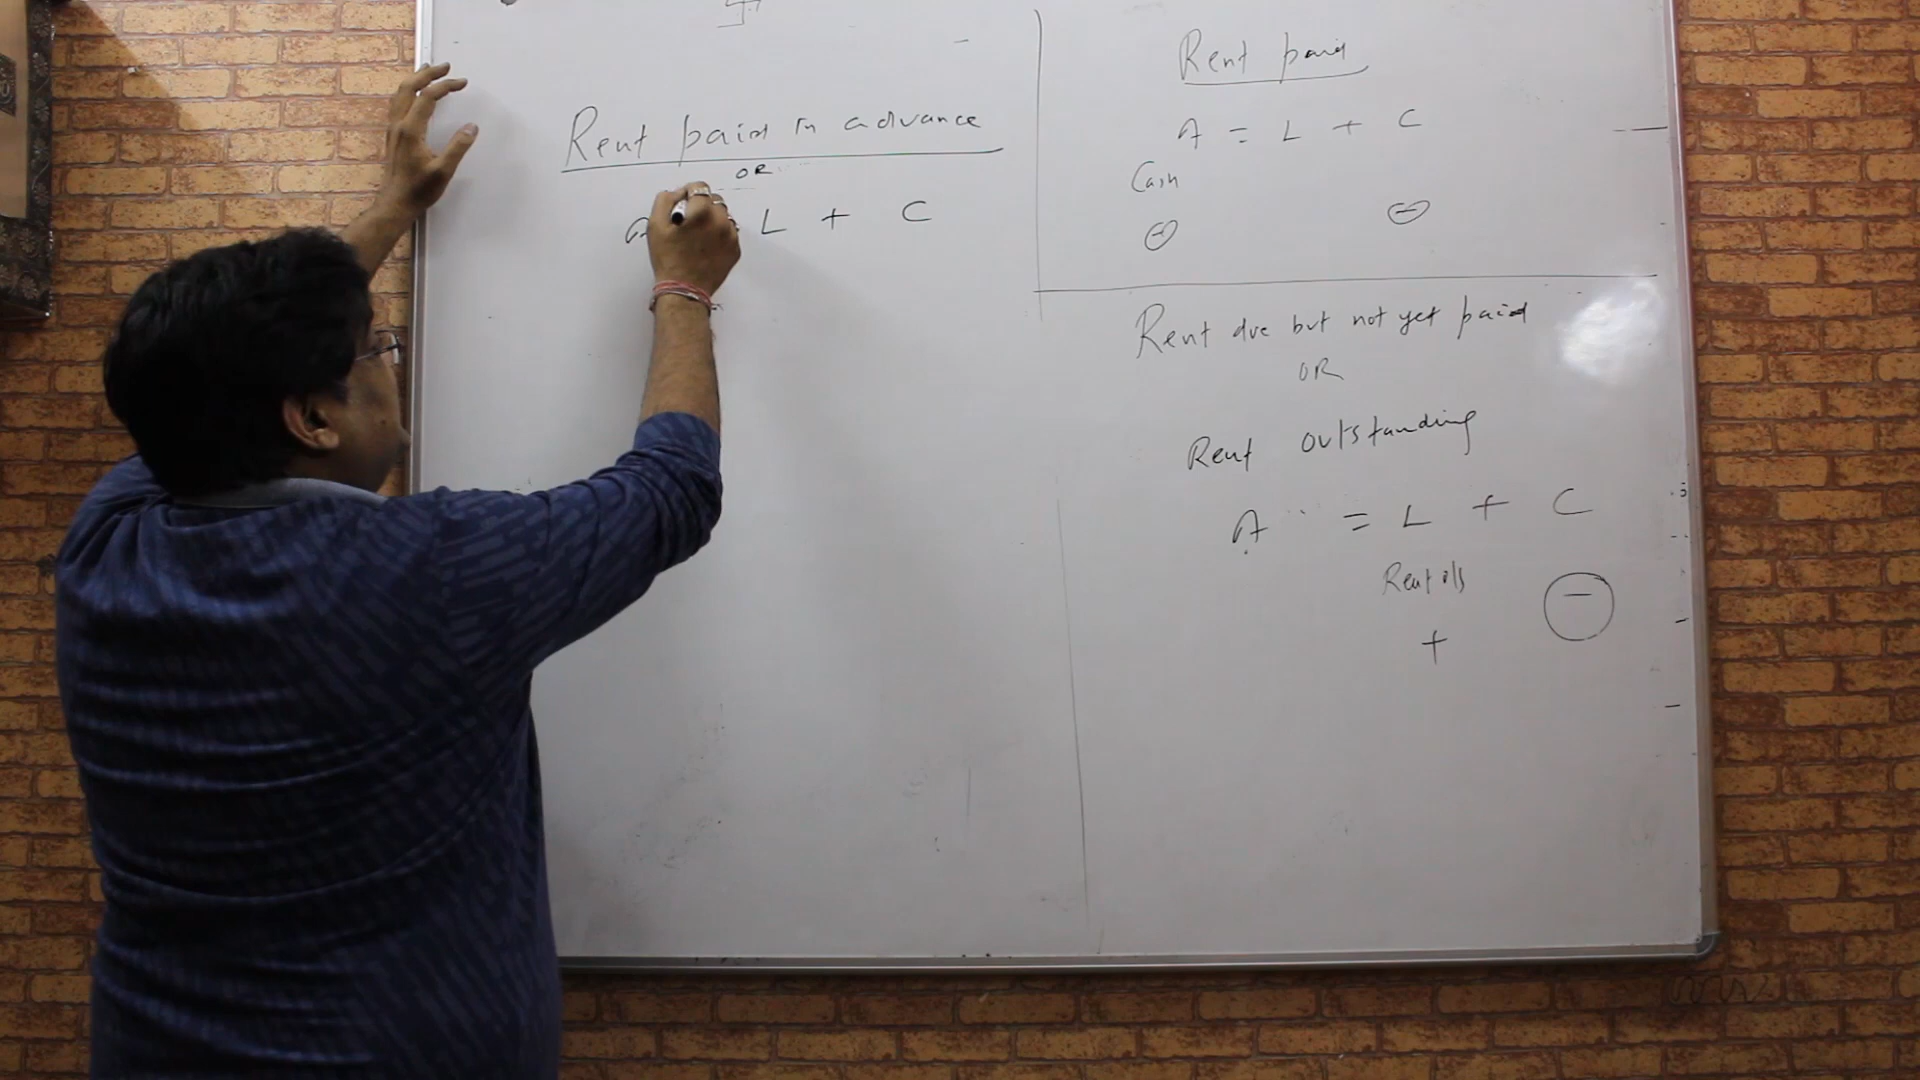 Rent paid in advance
OR
A = L + C
Rent paid
A = L + C
Cash
⊖ ⊖
Rent due but not yet paid
OR
Rent outstanding
A = L + C
Rent o/s ⊖
+